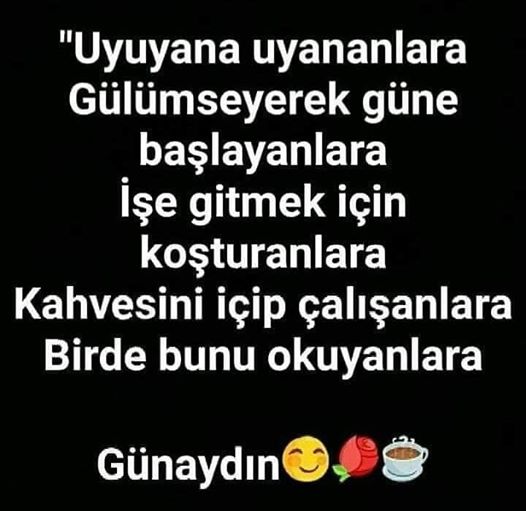 "Uyuyana uyananlara
Gülümseyerek güne
başlayanlara
İşe gitmek için
koşturanlara
Kahvesini içip çalışanlara
Birde bunu okuyanlara
Günaydın😊🌹☕